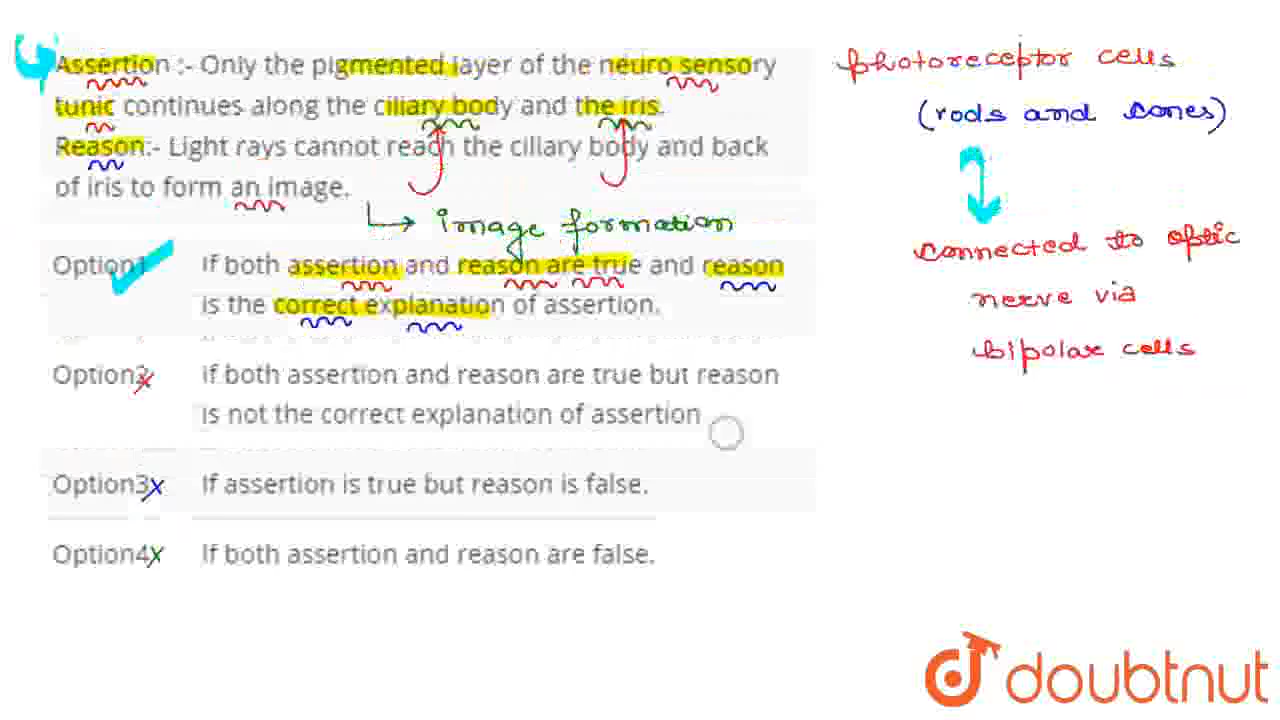 Assertion :- Only the pigmented layer of the neuro sensory
tunic continues along the ciliary body and the iris.
Reason:- Light rays cannot reach the cillary body and back
of iris to form an image.
image formation
Option1 If both assertion and reason are true and reason
is the correct explanation of assertion.
Option2 if both assertion and reason are true but reason
is not the correct explanation of assertion
Option3 If assertion is true but reason is false.
Option4 If both assertion and reason are false.
photoreceptor cells
(rods and cones)
connected to optic
nerve via
bipolar cells
doubtnut